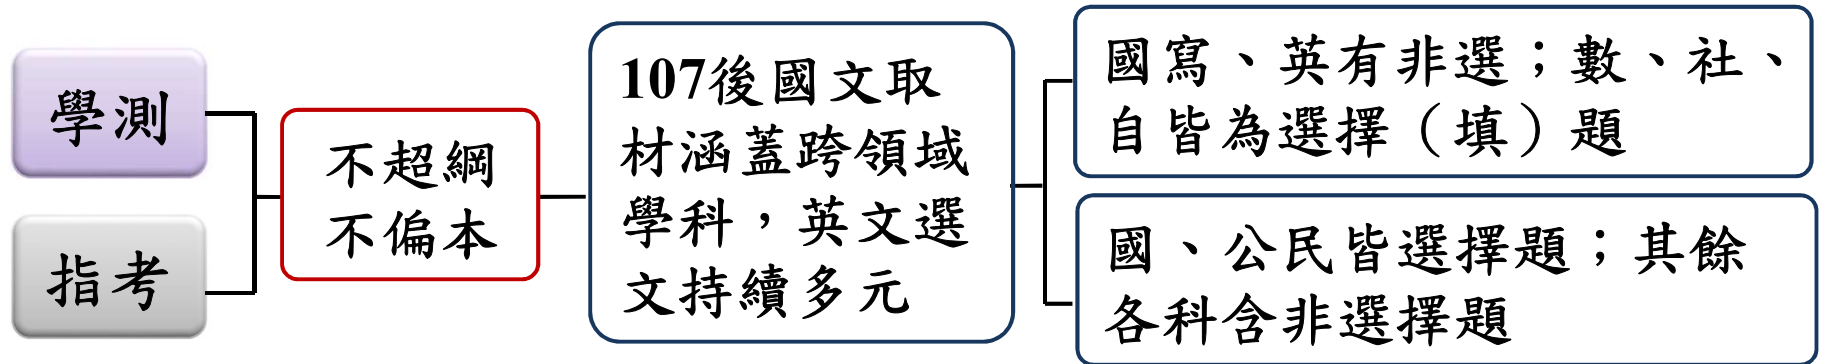 學測
指考
不超綱
不偏本
107後國文取
材涵蓋跨領域
學科，英文選
文持續多元
國寫、英有非選；數、社、
自皆為選擇（填）題
國、公民皆選擇題；其餘
各科含非選擇題